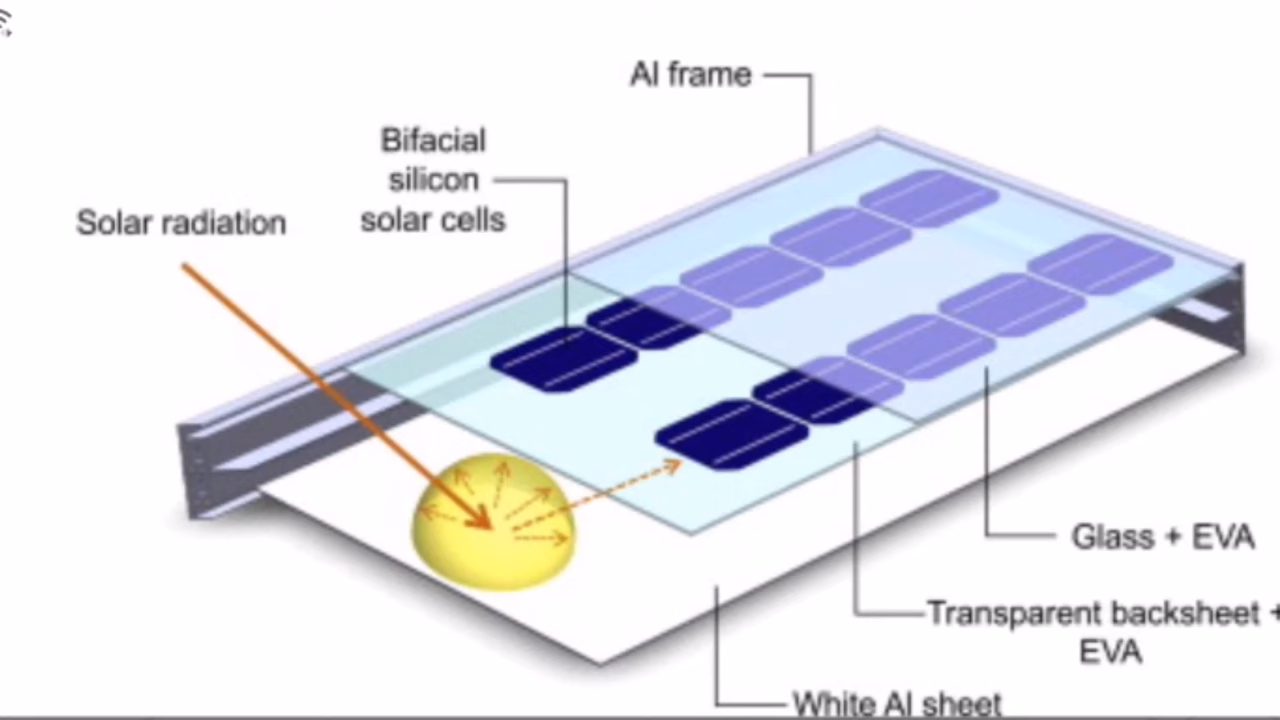 Al frame
Bifacial
silicon
solar cells
Solar radiation
Glass + EVA
Transparent backsheet +
EVA
White Al sheet